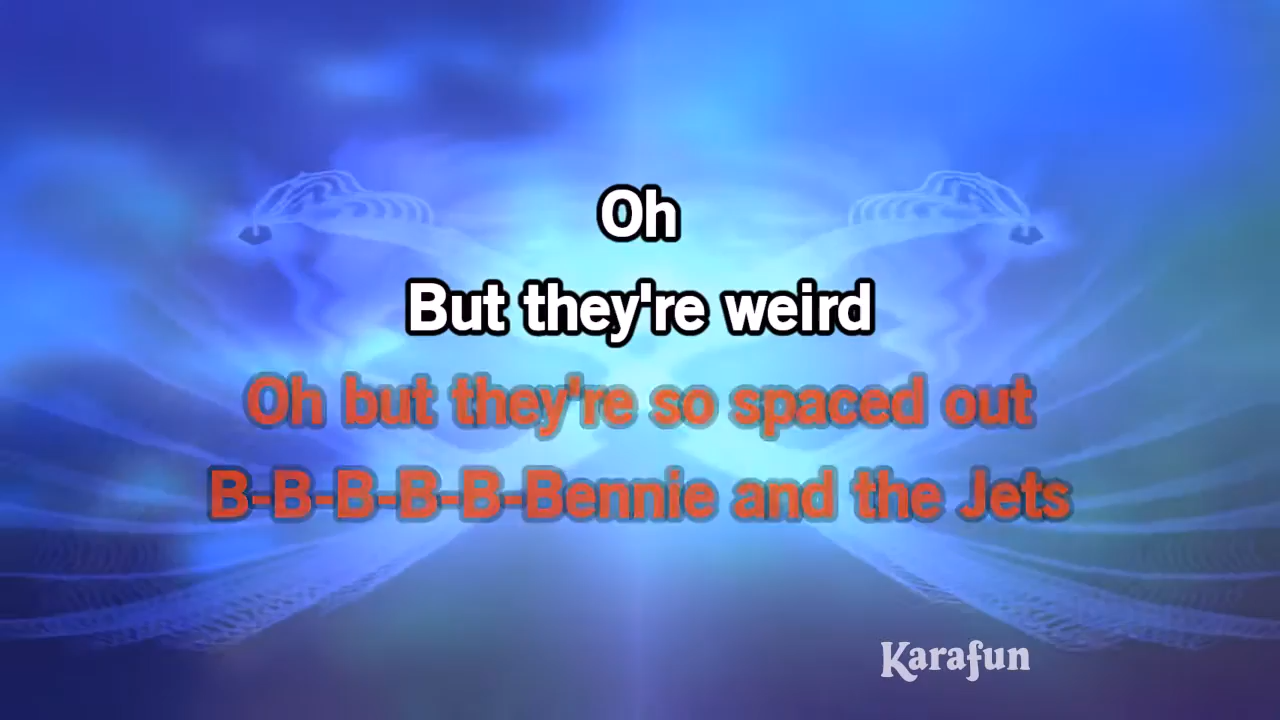 Oh
But they're weird
Oh but they're so spaced out
B-B-B-B-B-Bennie and the Jets
Karafun